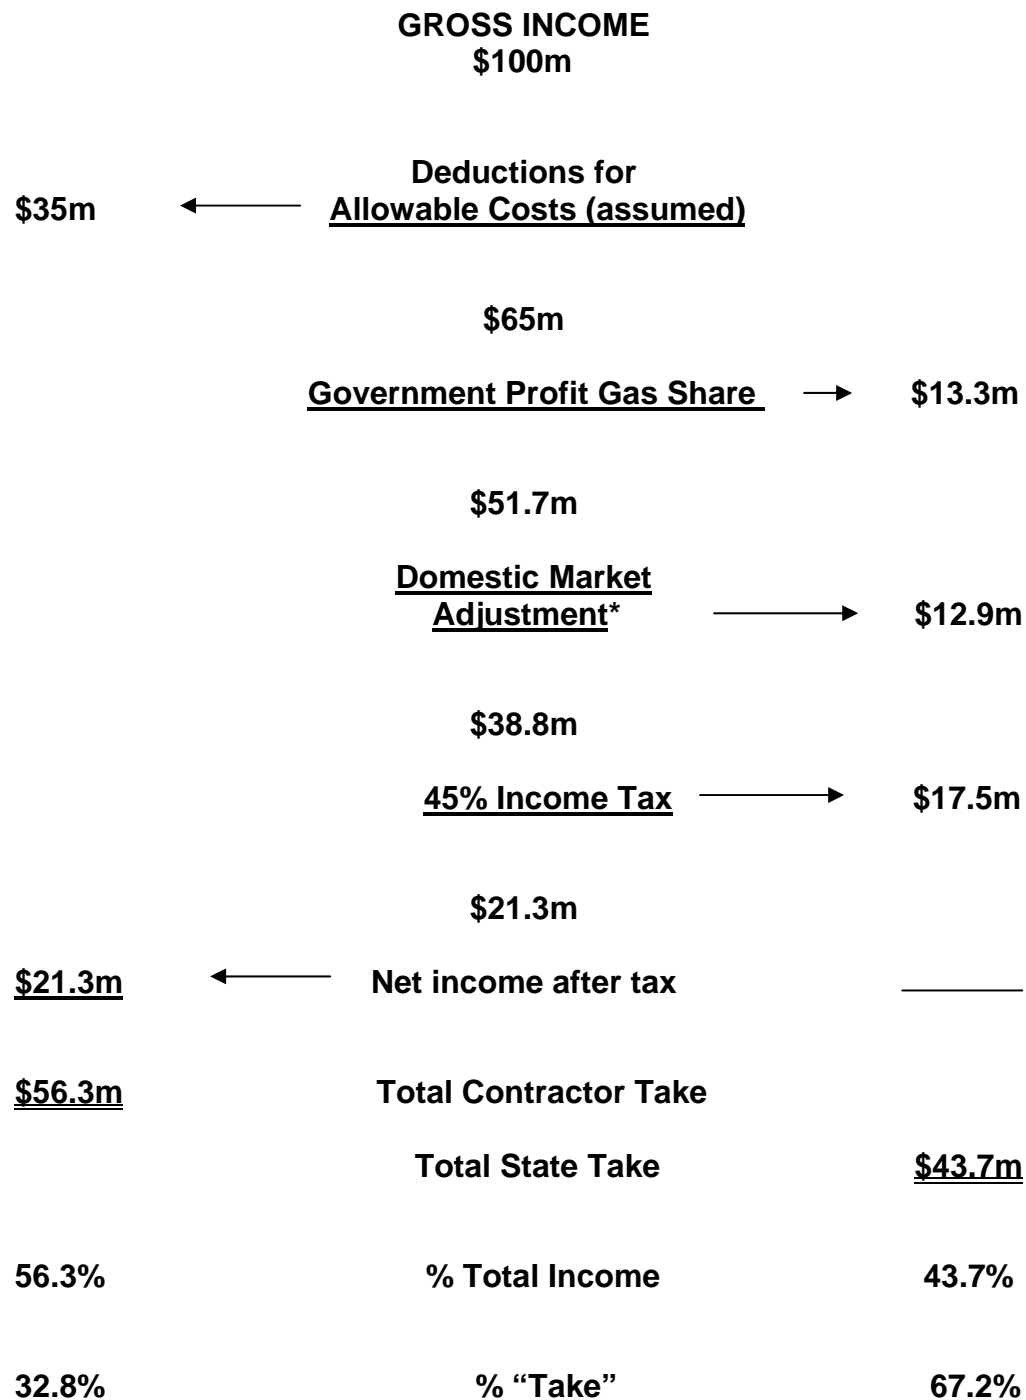 GROSS INCOME
$100m
Deductions for
$35m Allowable Costs (assumed)
$65m
Government Profit Gas Share $13.3m
$51.7m
Domestic Market
Adjustment* $12.9m
$38.8m
45% Income Tax $17.5m
$21.3m
$21.3m Net income after tax
$56.3m Total Contractor Take
Total State Take $43.7m
56.3% % Total Income 43.7%
32.8% % “Take” 67.2%